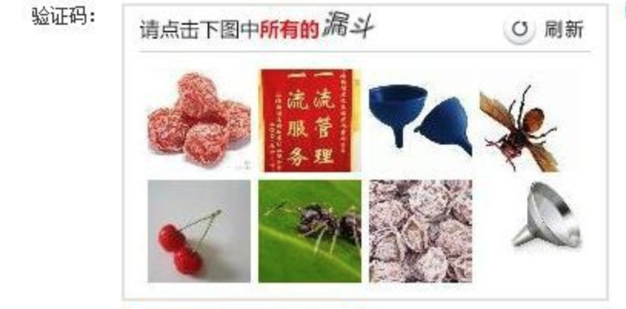 验证码：
请点击下图中所有的漏斗
刷新
一流管理
一流服务